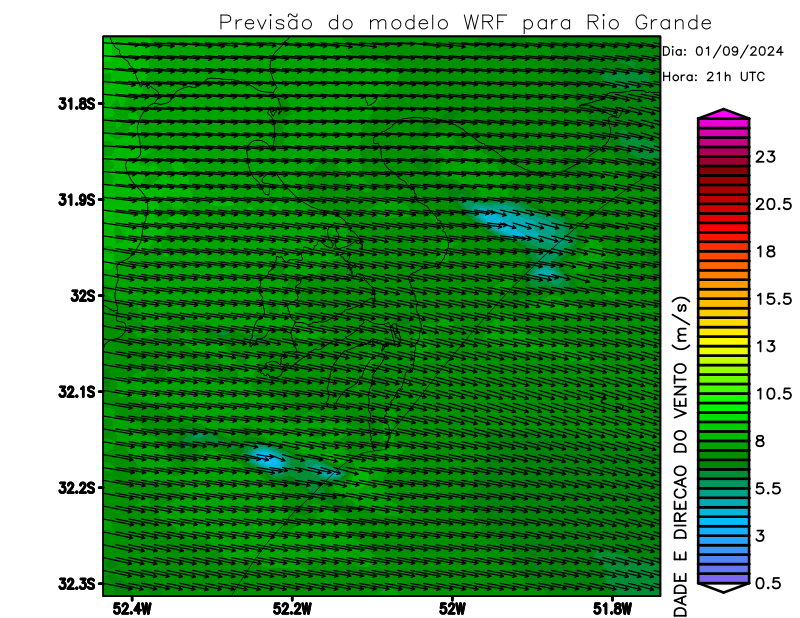 Previsão do modelo WRF para Rio Grande
Dia: 01/09/2024
Hora: 21h UTC
31.8S
31.9S
32S
32.1S
32.2S
32.3S
52.4W
52.2W
52W
51.8W
23
20.5
18
15.5
13
10.5
8
5.5
3
0.5
DADE E DIRECAO DO VENTO (m/s)